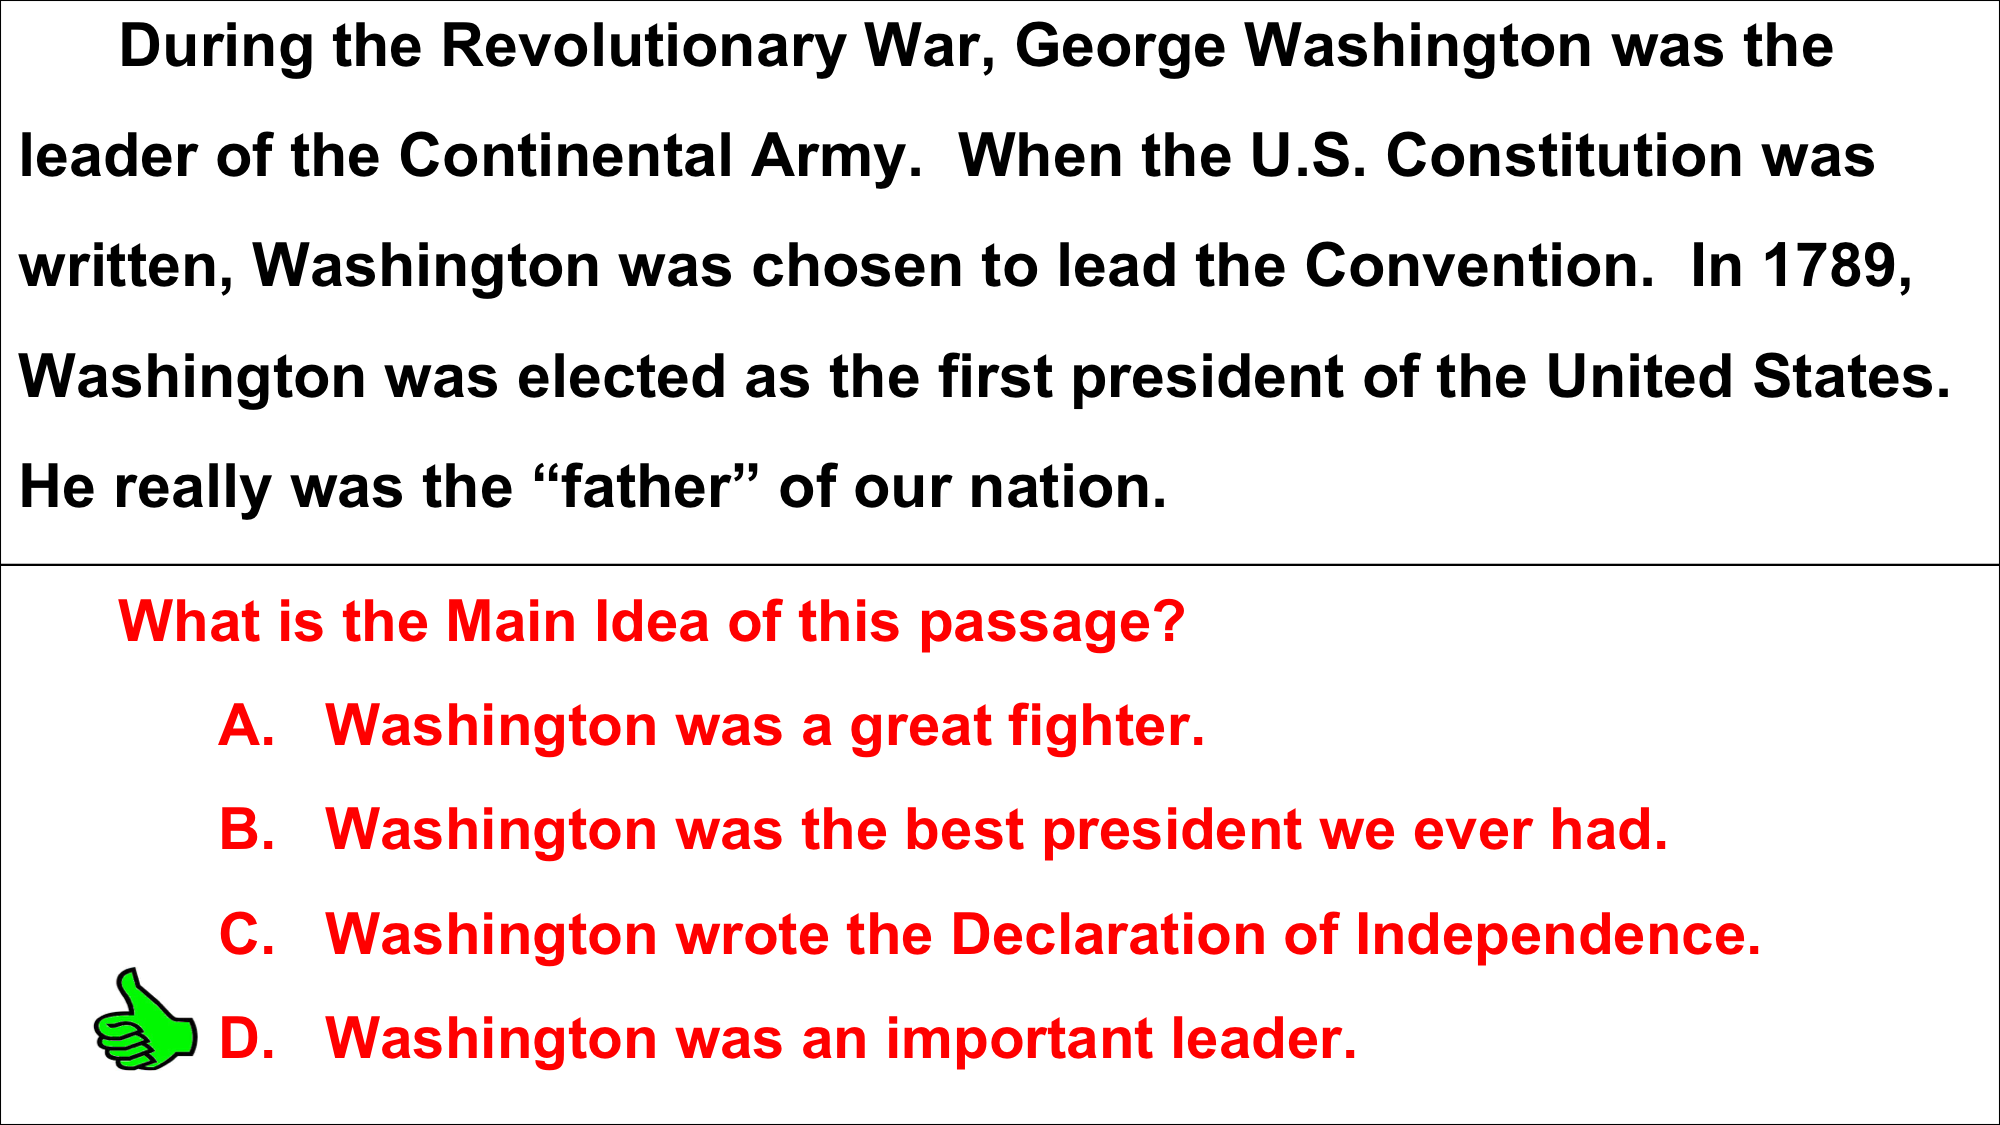 During the Revolutionary War, George Washington was the
leader of the Continental Army.  When the U.S. Constitution was
written, Washington was chosen to lead the Convention.  In 1789,
Washington was elected as the first president of the United States.
He really was the “father” of our nation.
What is the Main Idea of this passage?
A. Washington was a great fighter.
B. Washington was the best president we ever had.
C. Washington wrote the Declaration of Independence.
D. Washington was an important leader.